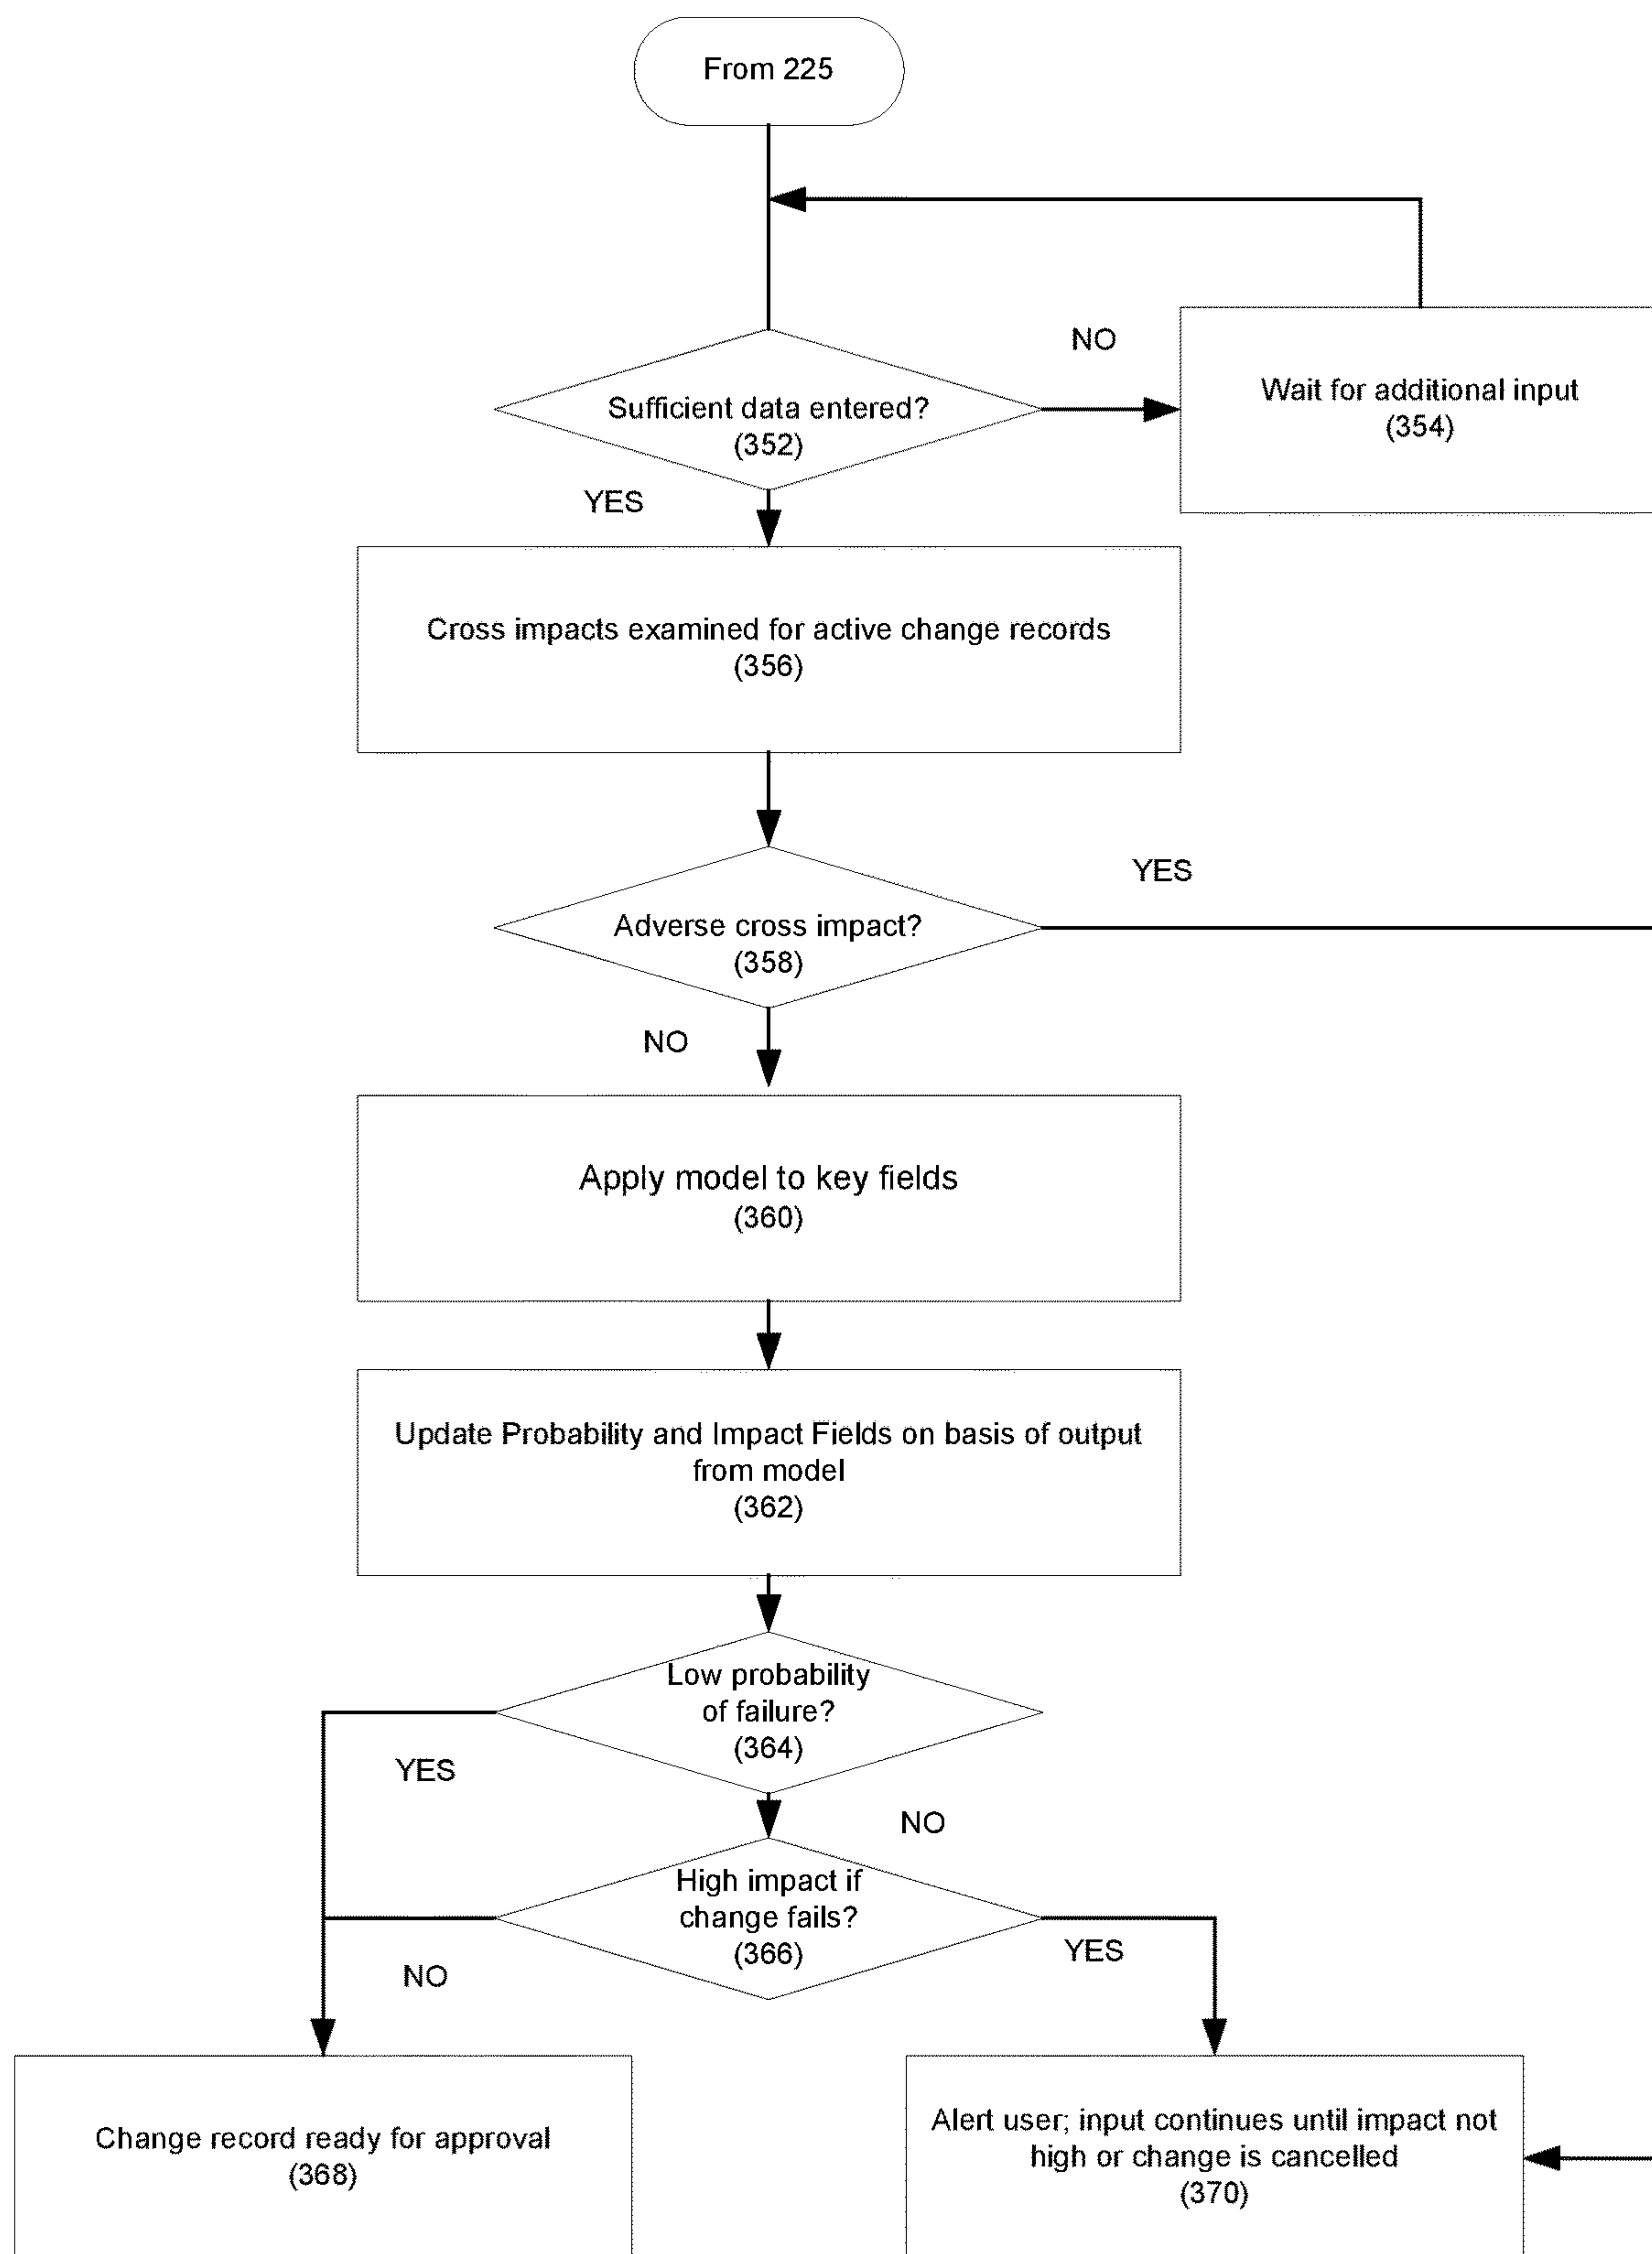 From 225
NO
Sufficient data entered?
(352)
Wait for additional input
(354)
YES
Cross impacts examined for active change records
(356)
YES
Adverse cross impact?
(358)
NO
Apply model to key fields
(360)
Update Probability and Impact Fields on basis of output
from model
(362)
Low probability
of failure?
(364)
YES
NO
High impact if
change fails?
(366)
YES
NO
Change record ready for approval
(368)
Alert user; input continues until impact not
high or change is cancelled
(370)